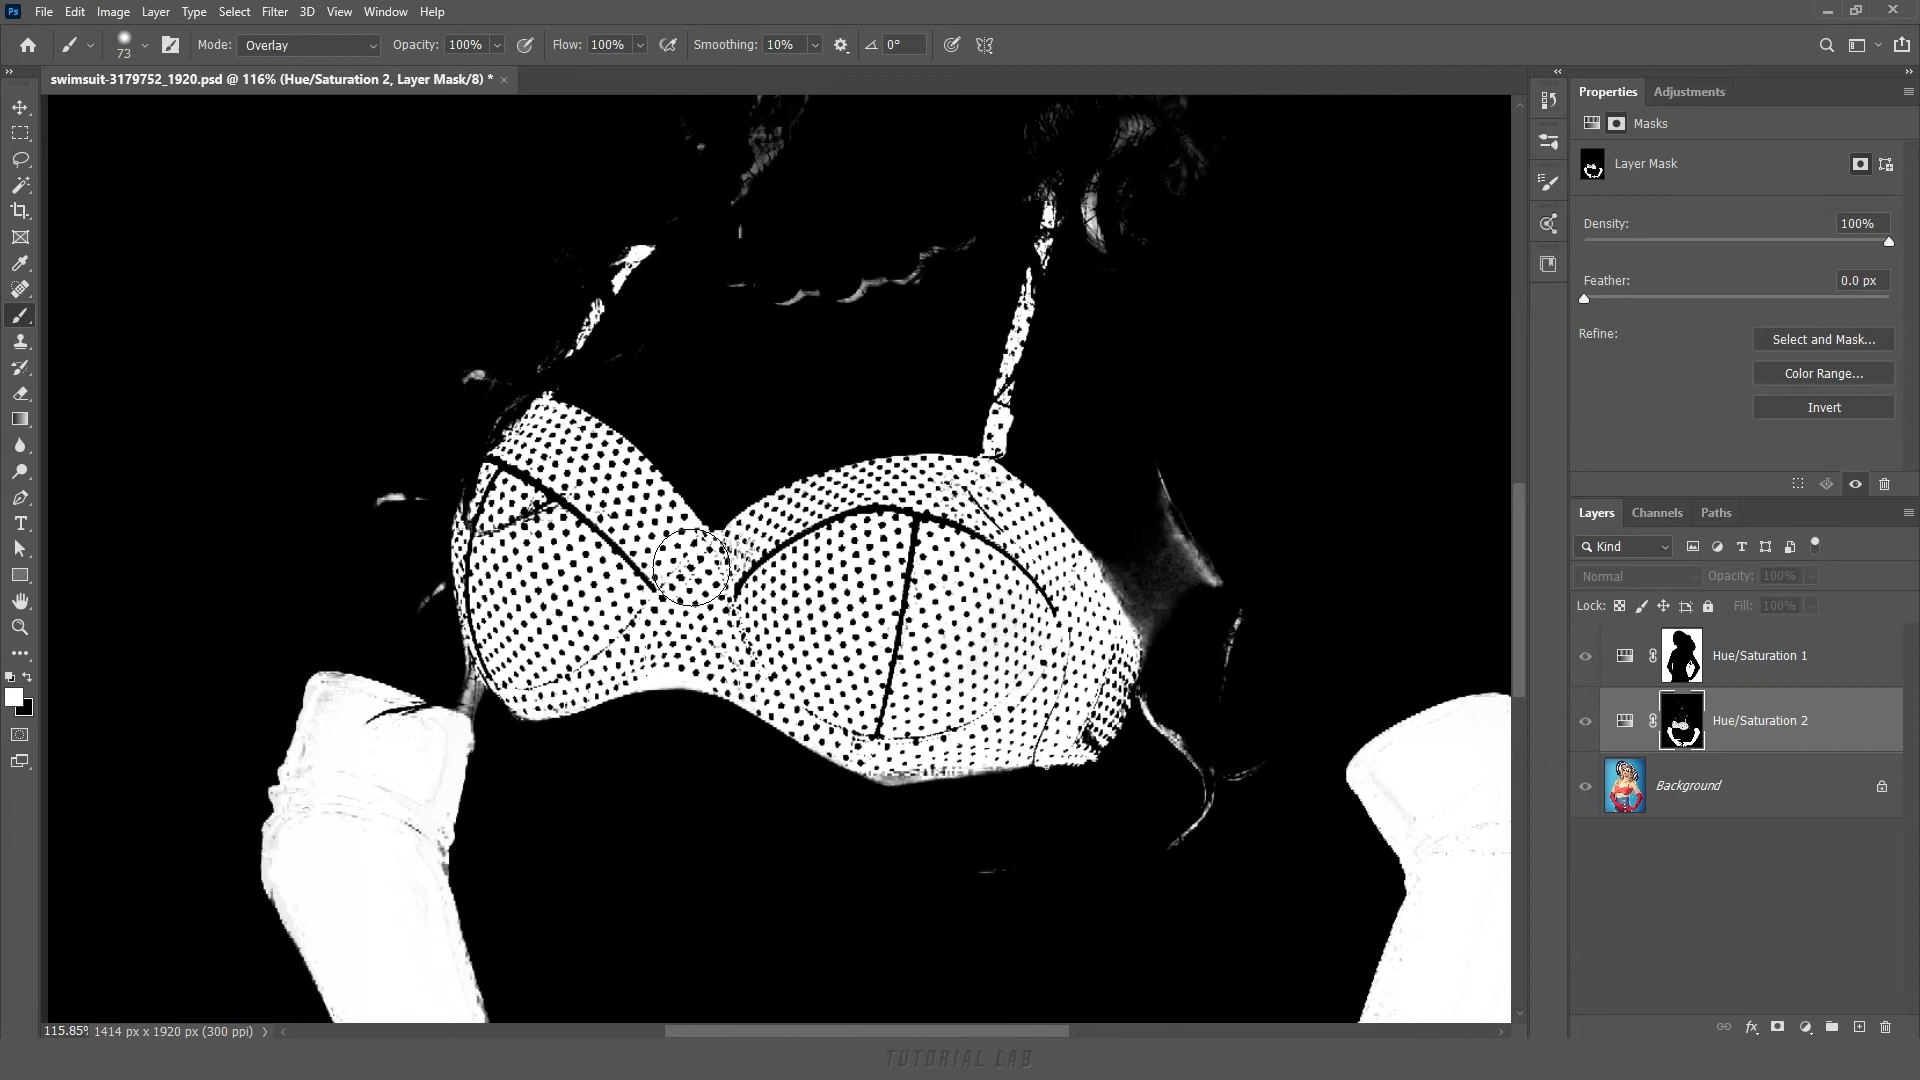 Ps File Edit Image Layer Type Select Filter 3D View Window Help
73 Mode: Overlay Opacity: 100% Flow: 100% Smoothing: 10% 0°
swimsuit-3179752_1920.psd @ 116% (Hue/Saturation 2, Layer Mask/8) *
Properties Adjustments
Masks
Layer Mask
Density: 100%
Feather: 0.0 px
Refine: Select and Mask...
Color Range...
Invert
Layers Channels Paths
Kind
Normal Opacity: 100%
Lock: Fill: 100%
Hue/Saturation 1
Hue/Saturation 2
Background
115.85% 1414 px x 1920 px (300 ppi)
TUTORIAL LAB